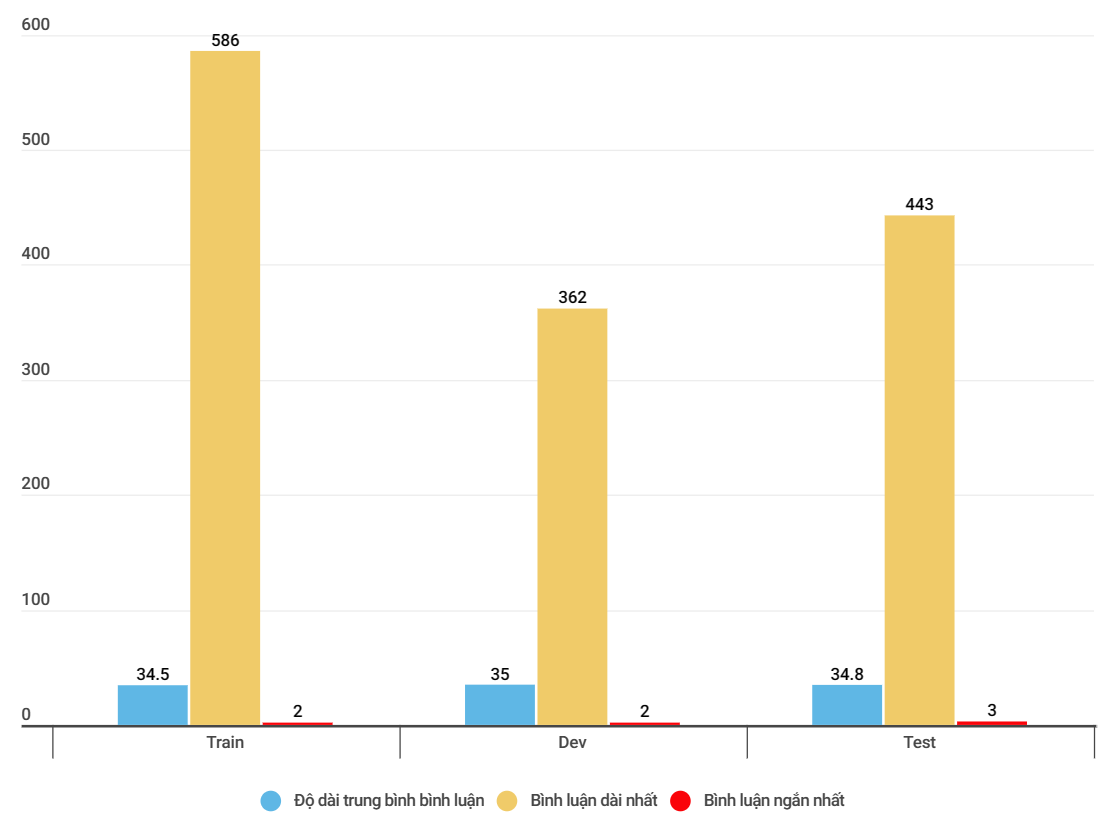 600
586
500
443
400
362
300
200
100
34.5
35
34.8
2
2
3
0
Train
Dev
Test
Độ dài trung bình bình luận
Bình luận dài nhất
Bình luận ngắn nhất